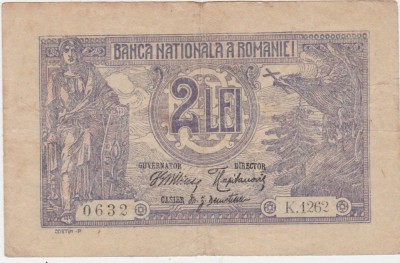 BANCA NATIONALA A ROMANIEI
2 LEI
GUVERNATOR DIRECTOR
CASIER
0632 K.1262